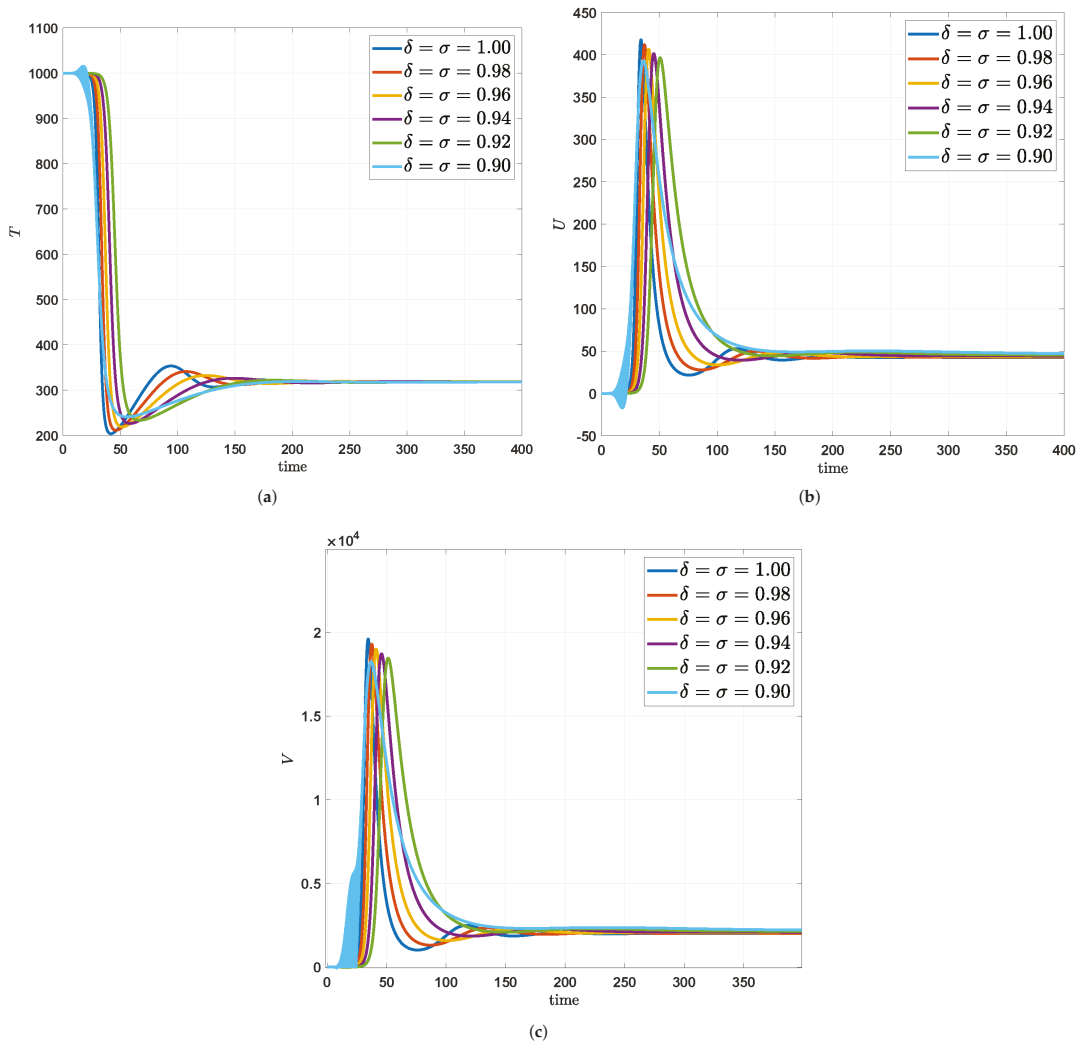 1100
1000
900
800
700
600
500
400
300
200
T
0 50 100 150 200 250 300 350 400
time
δ = σ = 1.00
δ = σ = 0.98
δ = σ = 0.96
δ = σ = 0.94
δ = σ = 0.92
δ = σ = 0.90
(a)
450
400
350
300
250
200
150
100
50
0
-50
U
0 50 100 150 200 250 300 350 400
time
δ = σ = 1.00
δ = σ = 0.98
δ = σ = 0.96
δ = σ = 0.94
δ = σ = 0.92
δ = σ = 0.90
(b)
×10⁴
2
1.5
1
0.5
0
V
0 50 100 150 200 250 300 350
time
δ = σ = 1.00
δ = σ = 0.98
δ = σ = 0.96
δ = σ = 0.94
δ = σ = 0.92
δ = σ = 0.90
(c)